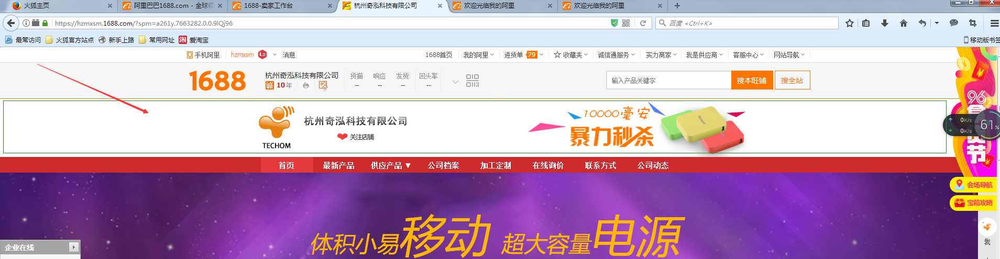 火狐主页
阿里巴巴1688.com - 全球领
1688-卖家工作台
杭州奇泓科技有限公司
欢迎光临我的阿里
欢迎光临我的阿里
https://hzmxsm.1688.com/?spm=a261y.7663282.0.0.9lQj96
百度 <Ctrl+K>
最常访问 火狐官方站点 新手上路 常用网址 淘 爱淘宝
移动版书签
手机阿里 hzmxsm 消息
1688首页 我的阿里 进货单 79 收藏夹 诚信通服务 实力商家 我是供应商 客服中心 网站导航
1688
杭州奇泓科技有限公司
诚 10年
货描 响应 发货 回头率
-- -- -- --
输入产品关键字 搜本旺铺 搜全站
杭州奇泓科技有限公司
关注店铺
TECHOM
10000毫安
暴力秒杀
96
节
0K/s
0K/s
61%
首页 最新产品 供应产品▼ 公司档案 加工定制 在线询价 联系方式 公司动态
会场导航
宝箱攻略
体积小易移动 超大容量电源
我
企业在线